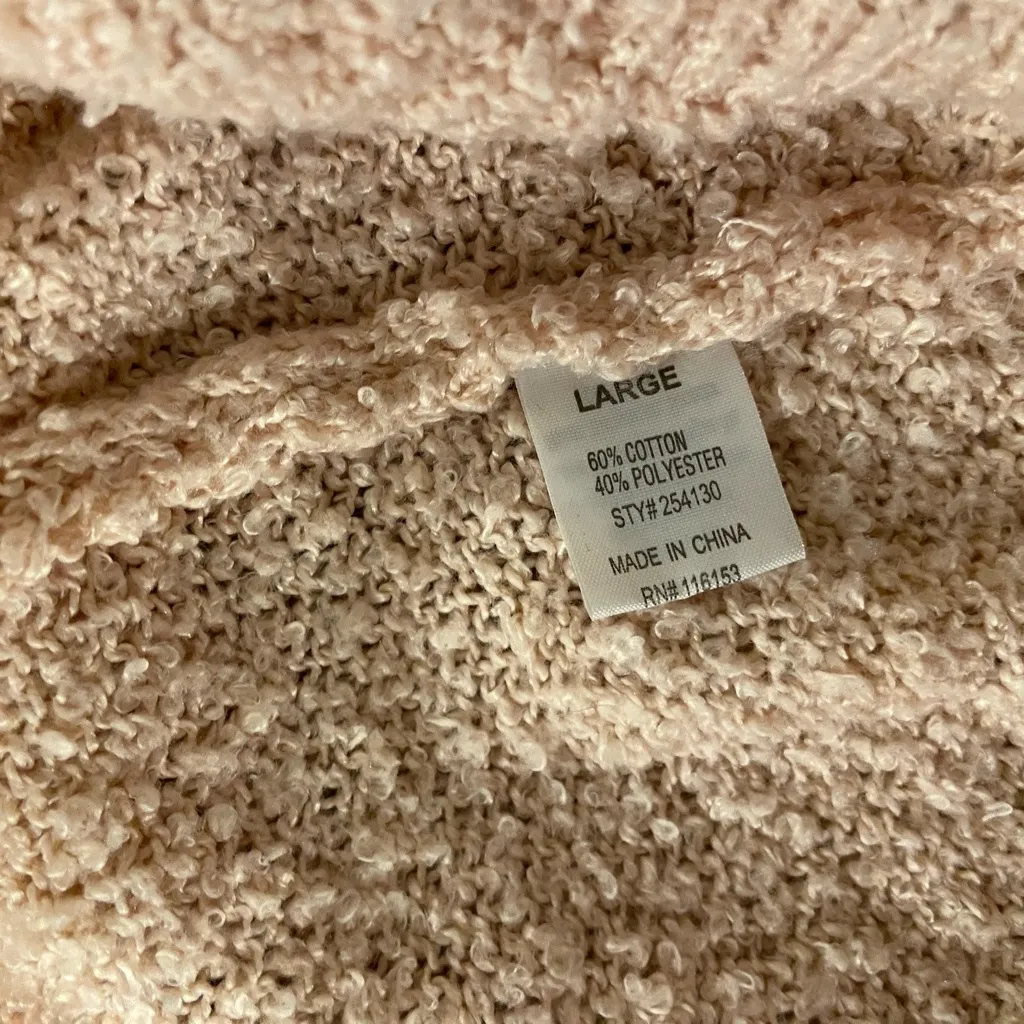 LARGE
60% COTTON
40% POLYESTER
STY# 254130
MADE IN CHINA
RN# 116153